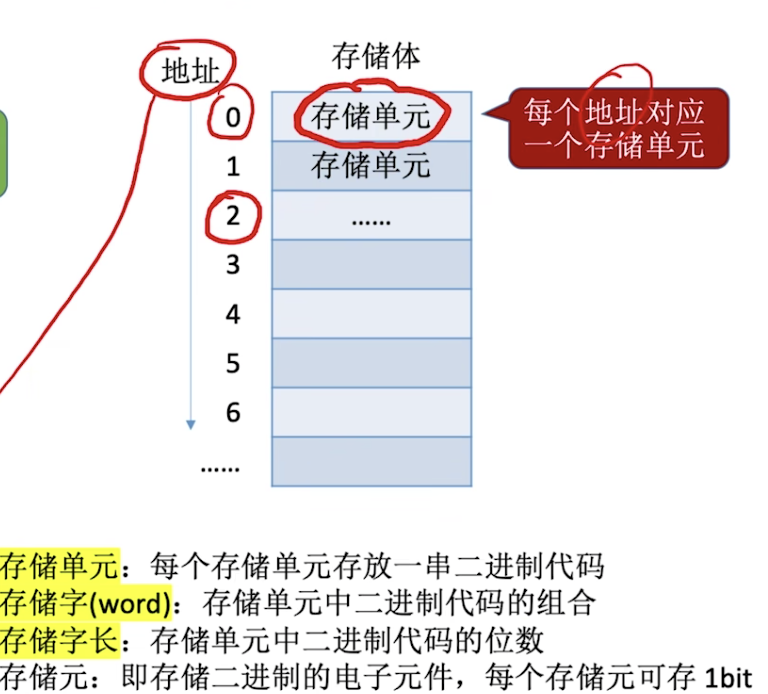 地址
存储体
0
存储单元
每个地址对应
一个存储单元
1
存储单元
2
......
3
4
5
6
......
存储单元：每个存储单元存放一串二进制代码
存储字(word)：存储单元中二进制代码的组合
存储字长：存储单元中二进制代码的位数
存储元：即存储二进制的电子元件，每个存储元可存 1bit